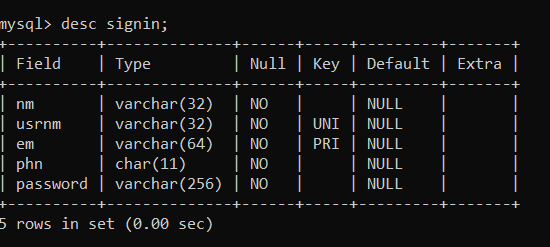 mysql> desc signin;
+----------+--------------+------+-----+---------+-------+
| Field    | Type         | Null | Key | Default | Extra |
+----------+--------------+------+-----+---------+-------+
| nm       | varchar(32)  | NO   |     | NULL    |       |
| usrnm    | varchar(32)  | NO   | UNI | NULL    |       |
| em       | varchar(64)  | NO   | PRI | NULL    |       |
| phn      | char(11)     | NO   |     | NULL    |       |
| password | varchar(256) | NO   |     | NULL    |       |
+----------+--------------+------+-----+---------+-------+
5 rows in set (0.00 sec)